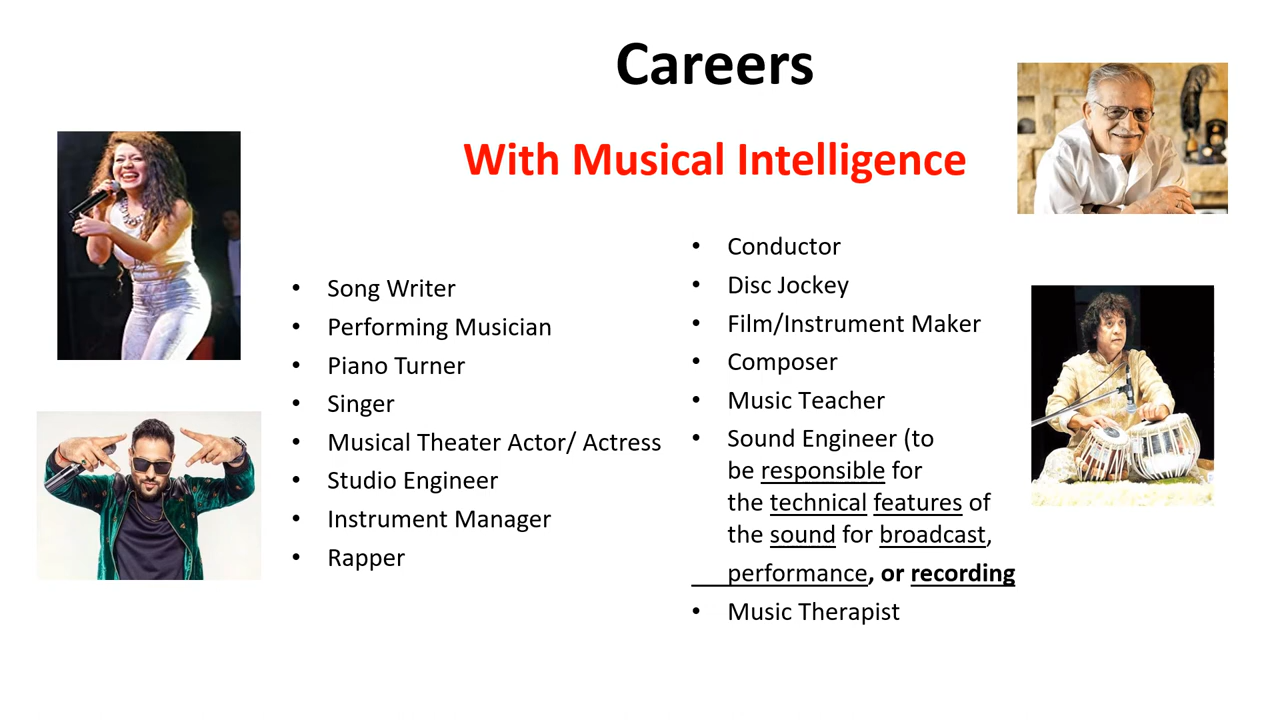 Careers
With Musical Intelligence
• Song Writer
• Performing Musician
• Piano Turner
• Singer
• Musical Theater Actor/ Actress
• Studio Engineer
• Instrument Manager
• Rapper
• Conductor
• Disc Jockey
• Film/Instrument Maker
• Composer
• Music Teacher
• Sound Engineer (to
be responsible for
the technical features of
the sound for broadcast,
performance, or recording
• Music Therapist